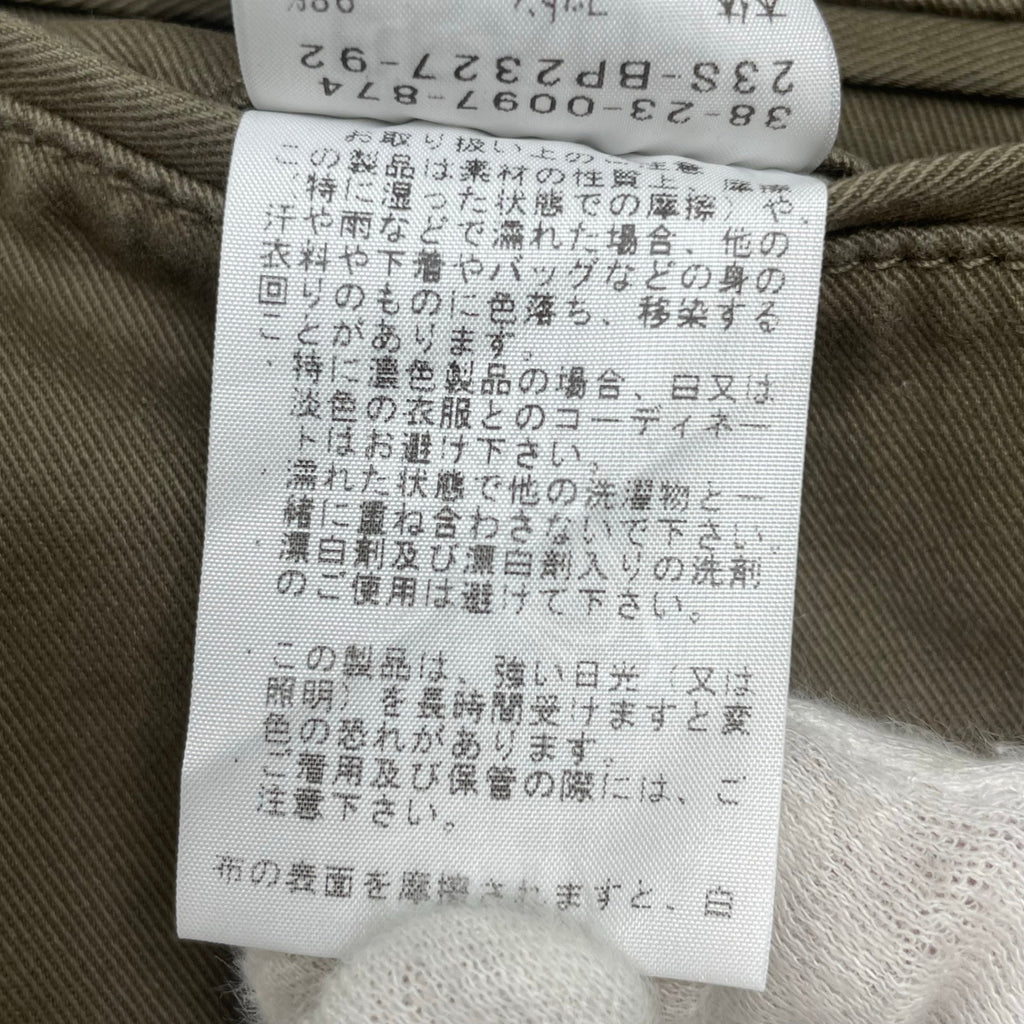 98%
コットン
本体
23S-BP2327-92
38-23-0097-874
お取り扱い上のご注意
この製品は素材の性質上、摩擦
(特に湿った状態での摩擦)や
汗や雨などで濡れた場合、他の
衣料や下着やバッグなどの身の
回りのものに色落ち、移染する
ことがあります。
・特に濃色製品の場合、白又は
淡色の衣服とのコーディネー
トはお避け下さい。
・濡れた状態で他の洗濯物と一
緒に重ね合わさないで下さい。
・漂白剤及び漂白剤入りの洗剤
のご使用は避けて下さい。
この製品は、強い日光(又は
照明)を長時間受けますと変
色の恐れがあります。
ご着用及び保管の際には、ご
注意下さい。
布の表面を摩擦されますと、白